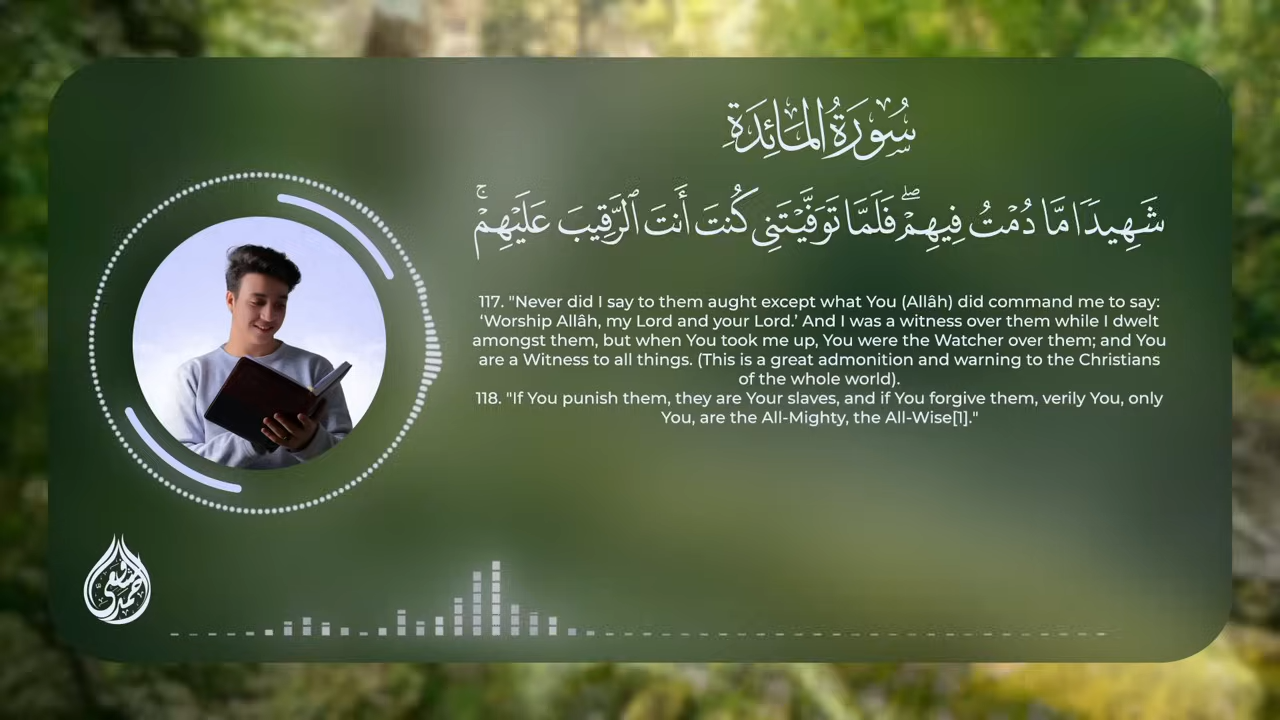 سُورَةُ المَائِدَةِ
شَهِيدًا مَّا دُمْتُ فِيهِمْ ۖ فَلَمَّا تَوَفَّيْتَنِي كُنتَ أَنتَ ٱلرَّقِيبَ عَلَيْهِمْ ۚ
117. "Never did I say to them aught except what You (Allâh) did command me to say:
‘Worship Allâh, my Lord and your Lord.’ And I was a witness over them while I dwelt
amongst them, but when You took me up, You were the Watcher over them; and You
are a Witness to all things. (This is a great admonition and warning to the Christians
of the whole world).
118. "If You punish them, they are Your slaves, and if You forgive them, verily You, only
You, are the All-Mighty, the All-Wise[1]."